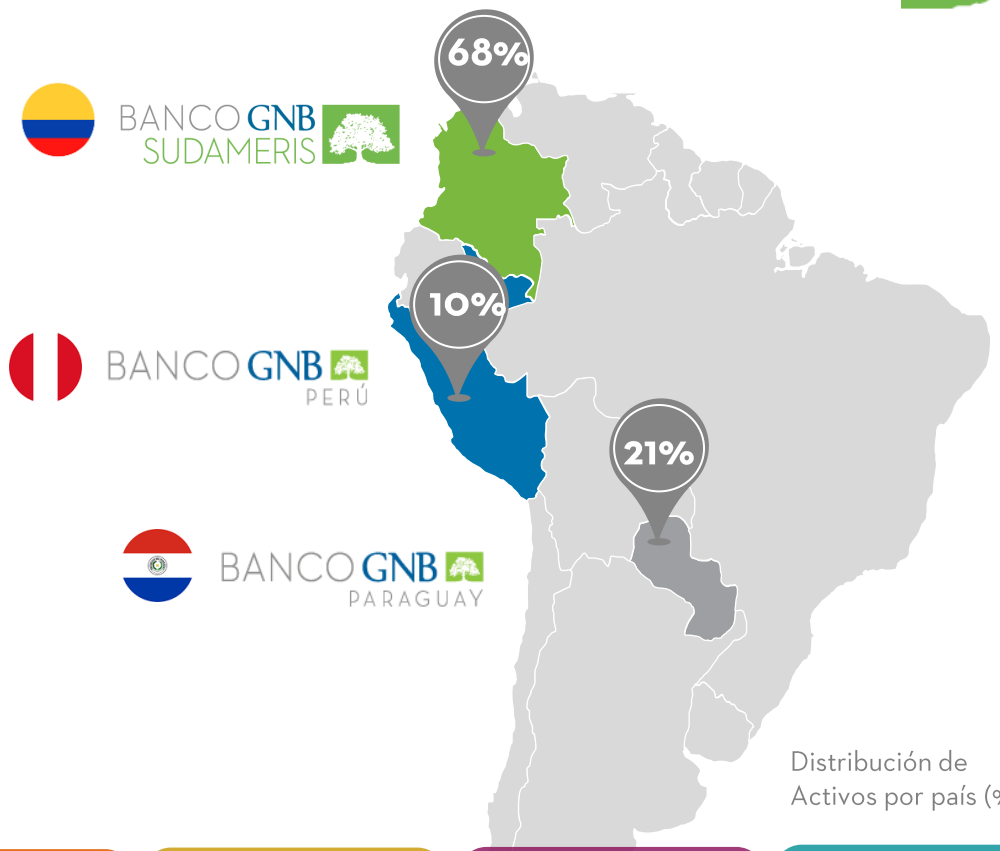 68%
BANCO GNB
SUDAMERIS
10%
BANCO GNB
PERÚ
21%
BANCO GNB
PARAGUAY
Distribución de
Activos por país (%